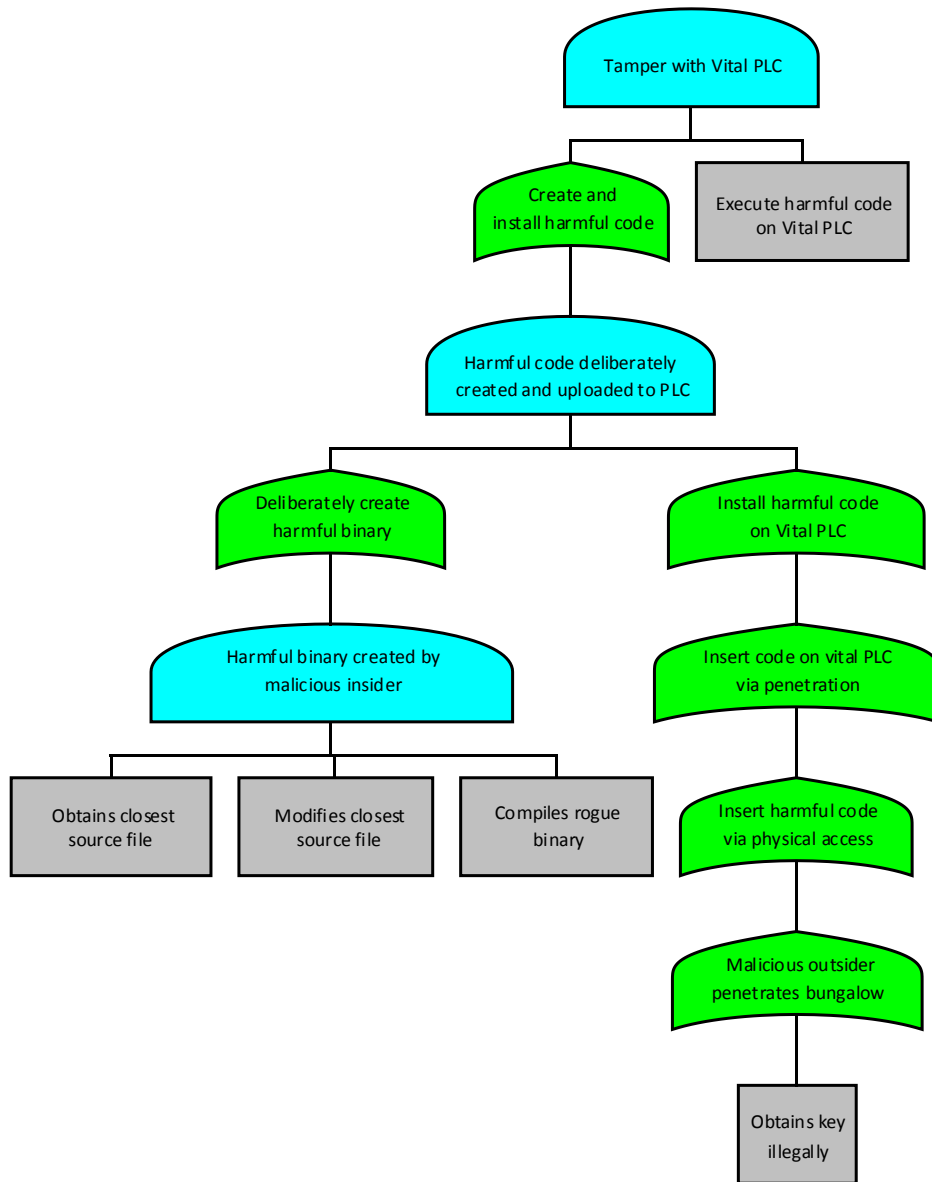 Tamper with Vital PLC
Create and
install harmful code
Execute harmful code
on Vital PLC
Harmful code deliberately
created and uploaded to PLC
Deliberately create
harmful binary
Install harmful code
on Vital PLC
Harmful binary created by
malicious insider
Insert code on vital PLC
via penetration
Obtains closest
source file
Modifies closest
source file
Compiles rogue
binary
Insert harmful code
via physical access
Malicious outsider
penetrates bungalow
Obtains key
illegally